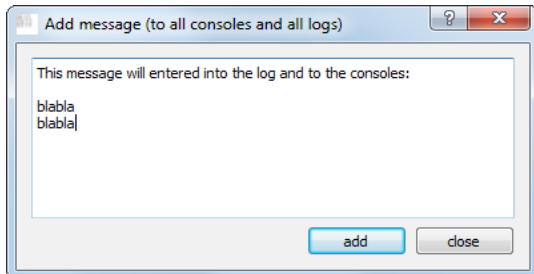 Add message (to all consoles and all logs)
This message will entered into the log and to the consoles:
blabla
blabla
add
close